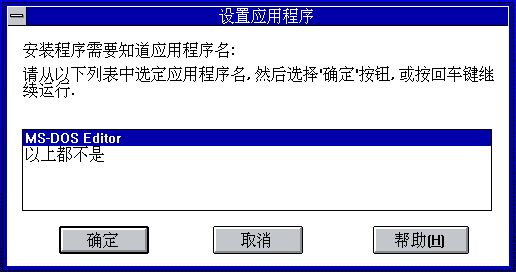 设置应用程序
安装程序需要知道应用程序名:
请从以下列表中选定应用程序名, 然后选择'确定'按钮, 或按回车键继
续运行.
MS-DOS Editor
以上都不是
确定
取消
帮助(H)